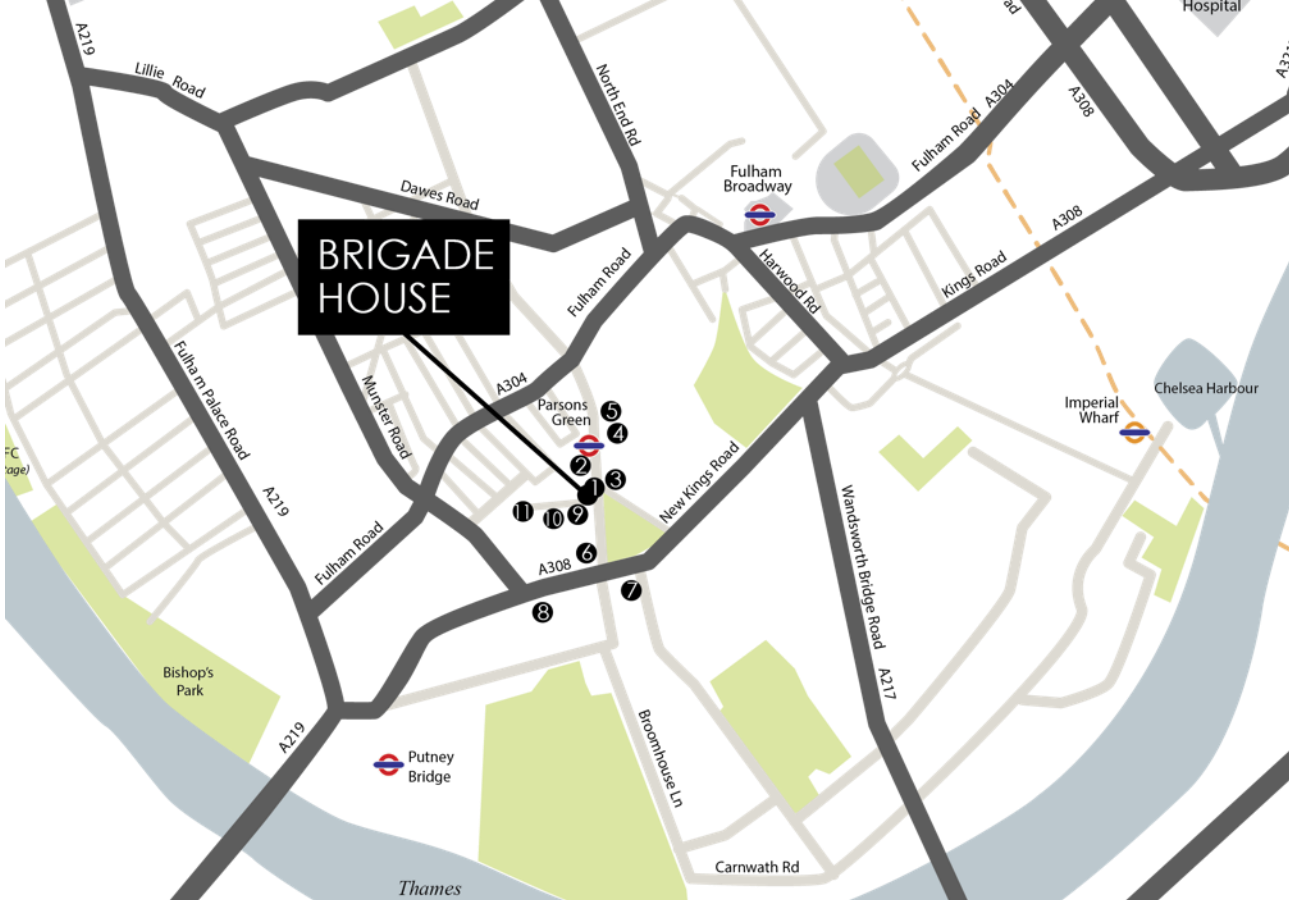 Hospital
A219
Lillie Road
North End Rd
A308
A304
Fulham Road
Fulham
Broadway
Dawes Road
A308
BRIGADE
HOUSE
Fulham Road
Harwood Rd
Kings Road
Fulha m Palace Road
Munster Road
A304
Parsons
Green
5
4
2
3
1
11
10
9
6
7
8
Chelsea Harbour
Imperial
Wharf
FC
tage)
New Kings Road
A219
Fulham Road
A308
Wandsworth Bridge Road
A217
Bishop's
Park
A219
Putney
Bridge
Broomhouse Ln
Carnwath Rd
Thames